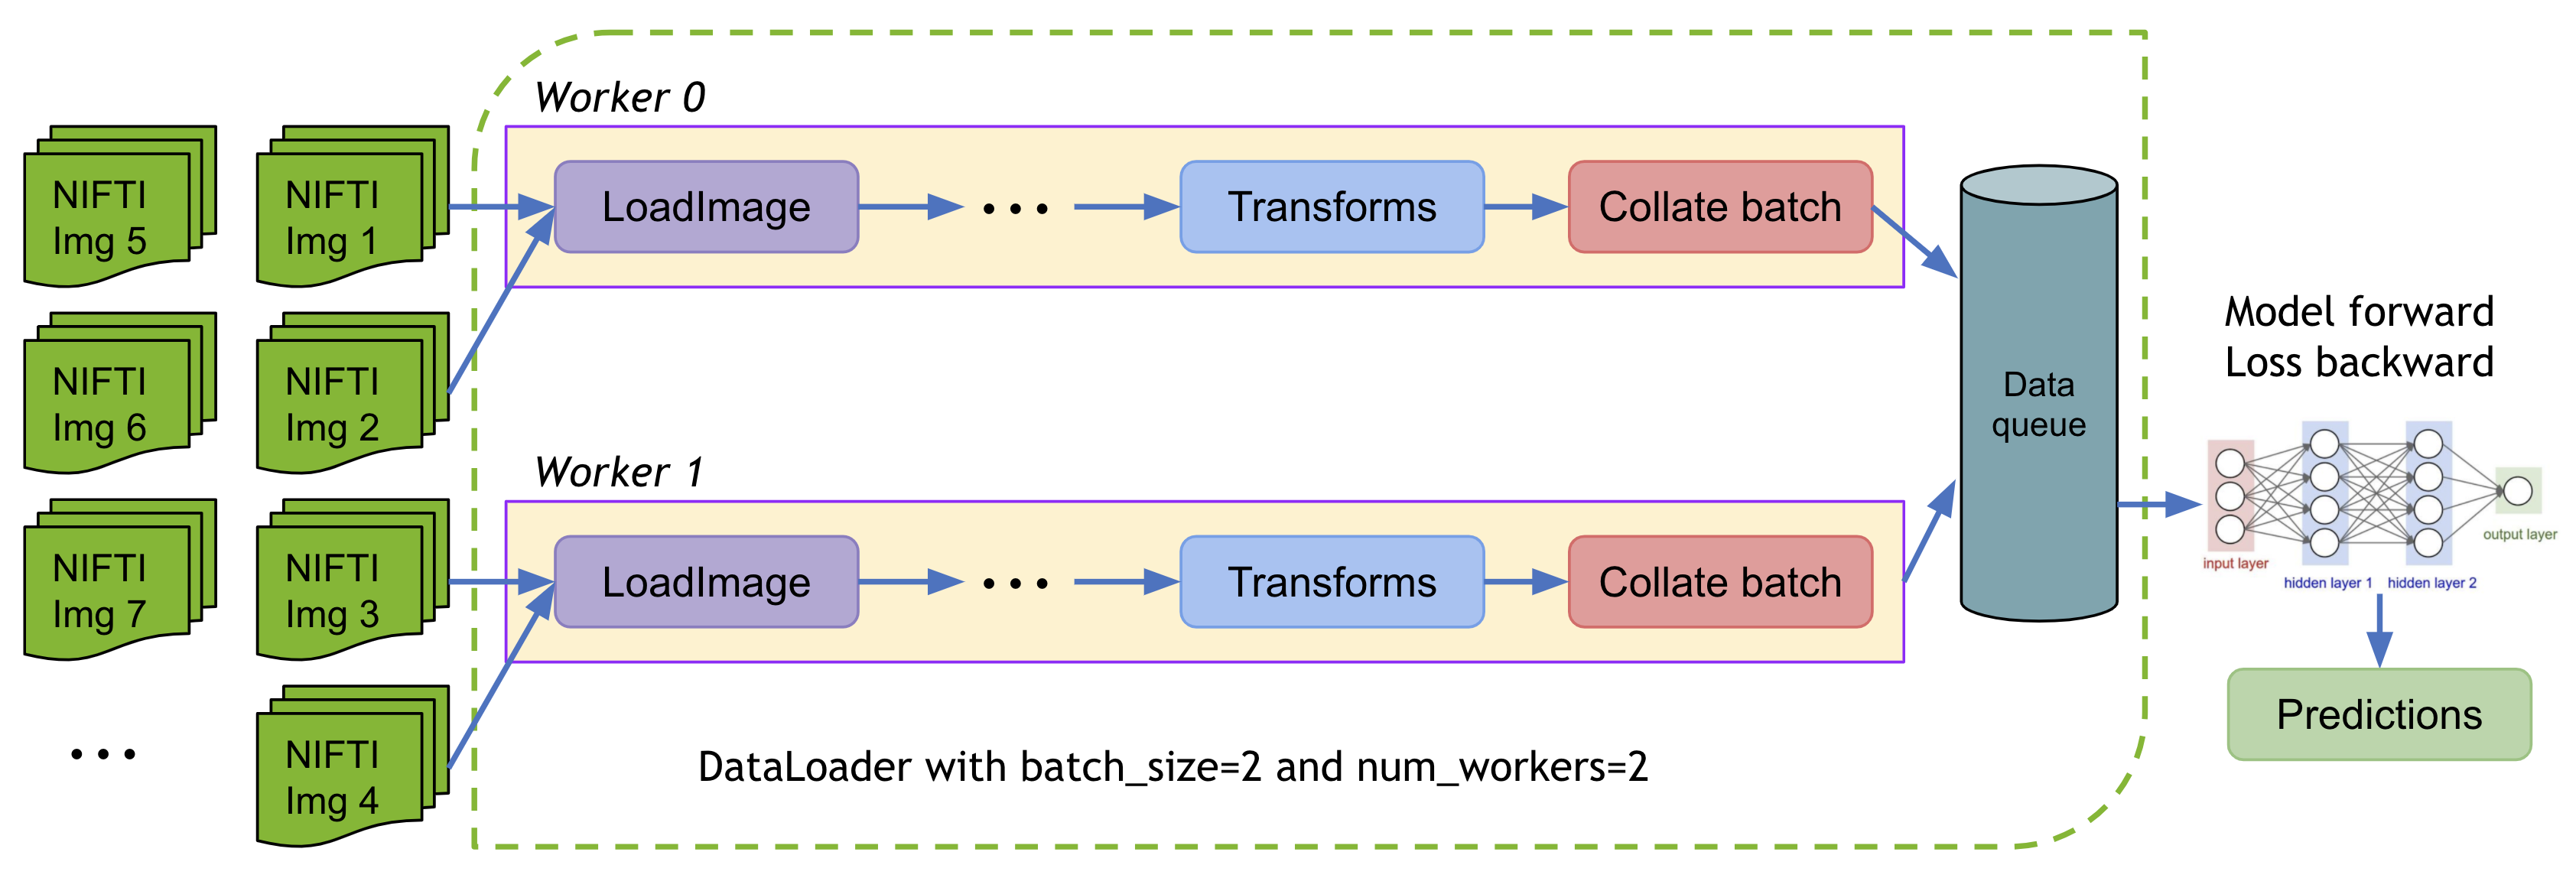 Worker 0
NIFTI
Img 5
NIFTI
Img 1
LoadImage
...
Transforms
Collate batch
NIFTI
Img 6
NIFTI
Img 2
Data
queue
Model forward
Loss backward
input layer
hidden layer 1
hidden layer 2
output layer
Worker 1
NIFTI
Img 7
NIFTI
Img 3
LoadImage
...
Transforms
Collate batch
...
NIFTI
Img 4
Predictions
DataLoader with batch_size=2 and num_workers=2